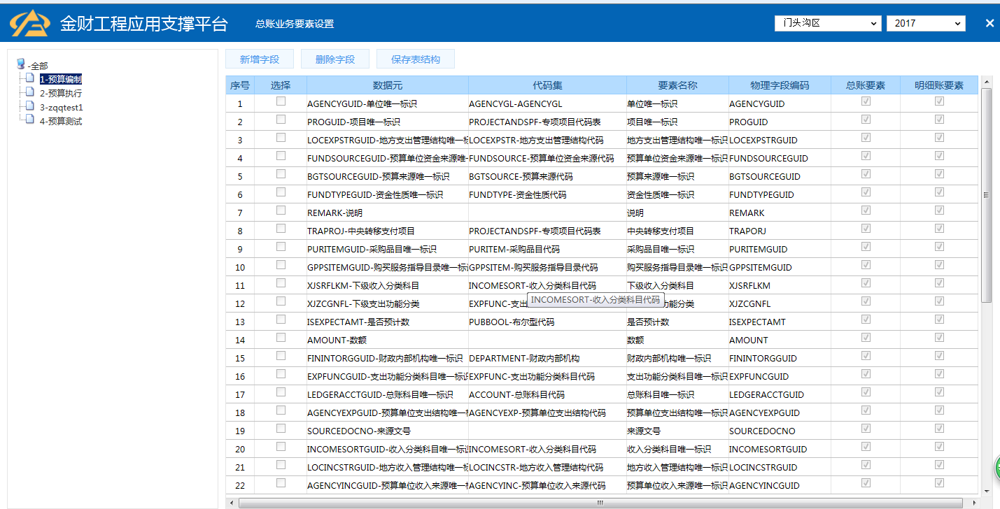 金财工程应用支撑平台 总账业务要素设置 门头沟区 2017
-全部
1-预算编制
2-预算执行
3-zqqtest1
4-预算测试
新增字段 删除字段 保存表结构
序号 选择 数据元 代码集 要素名称 物理字段编码 总账要素 明细账要素
1 AGENCYGUID-单位唯一标识 AGENCYGL-AGENCYGL 单位唯一标识 AGENCYGUID
2 PROGUID-项目唯一标识 PROJECTANDSPF-专项项目代码表 项目唯一标识 PROGUID
3 LOCEXPSTRGUID-地方支出管理结构唯一标 LOCEXPSTR-地方支出管理结构代码 地方支出管理结构唯一标识 LOCEXPSTRGUID
4 FUNDSOURCEGUID-预算单位资金来源唯一 FUNDSOURCE-预算单位资金来源代码 预算单位资金来源唯一标识 FUNDSOURCEGUID
5 BGTSOURCEGUID-预算来源唯一标识 BGTSOURCE-预算来源代码 预算来源唯一标识 BGTSOURCEGUID
6 FUNDTYPEGUID-资金性质唯一标识 FUNDTYPE-资金性质代码 资金性质唯一标识 FUNDTYPEGUID
7 REMARK-说明 说明 REMARK
8 TRAPROJ-中央转移支付项目 PROJECTANDSPF-专项项目代码表 中央转移支付项目 TRAPORJ
9 PURITEMGUID-采购品目唯一标识 PURITEM-采购品目代码 采购品目唯一标识 PURITEMGUID
10 GPPSITEMGUID-购买服务指导目录唯一标 GPPSITEM-购买服务指导目录代码 购买服务指导目录唯一标识 GPPSITEMGUID
11 XJSRFLKM-下级收入分类科目 INCOMESORT-收入分类科目代码 下级收入分类科目 XJSRFLKM
INCOMESORT-收入分类科目代码
12 XJZCGNFL-下级支出功能分类 EXPFUNC-支出 功能分类 XJZCGNFL
13 ISEXPECTAMT-是否预计数 PUBBOOL-布尔型代码 是否预计数 ISEXPECTAMT
14 AMOUNT-数额 数额 AMOUNT
15 FININTORGGUID-财政内部机构唯一标识 DEPARTMENT-财政内部机构 财政内部机构唯一标识 FININTORGGUID
16 EXPFUNCGUID-支出功能分类科目唯一标 EXPFUNC-支出功能分类科目代码 支出功能分类科目唯一标识 EXPFUNCGUID
17 LEDGERACCTGUID-总账科目唯一标识 ACCOUNT-总账科目代码 总账科目唯一标识 LEDGERACCTGUID
18 AGENCYEXPGUID-预算单位支出结构唯一 AGENCYEXP-预算单位支出结构代码 预算单位支出结构唯一标识 AGENCYEXPGUID
19 SOURCEDOCNO-来源文号 来源文号 SOURCEDOCNO
20 INCOMESORTGUID-收入分类科目唯一标 INCOMESORT-收入分类科目代码 收入分类科目唯一标识 INCOMESORTGUID
21 LOCINCSTRGUID-地方收入管理结构唯一标 LOCINCSTR-地方收入管理结构代码 地方收入管理结构唯一标识 LOCINCSTRGUID
22 AGENCYINCGUID-预算单位收入来源唯一 AGENCYINC-预算单位收入来源代码 预算单位收入来源唯一标识 AGENCYINCGUID